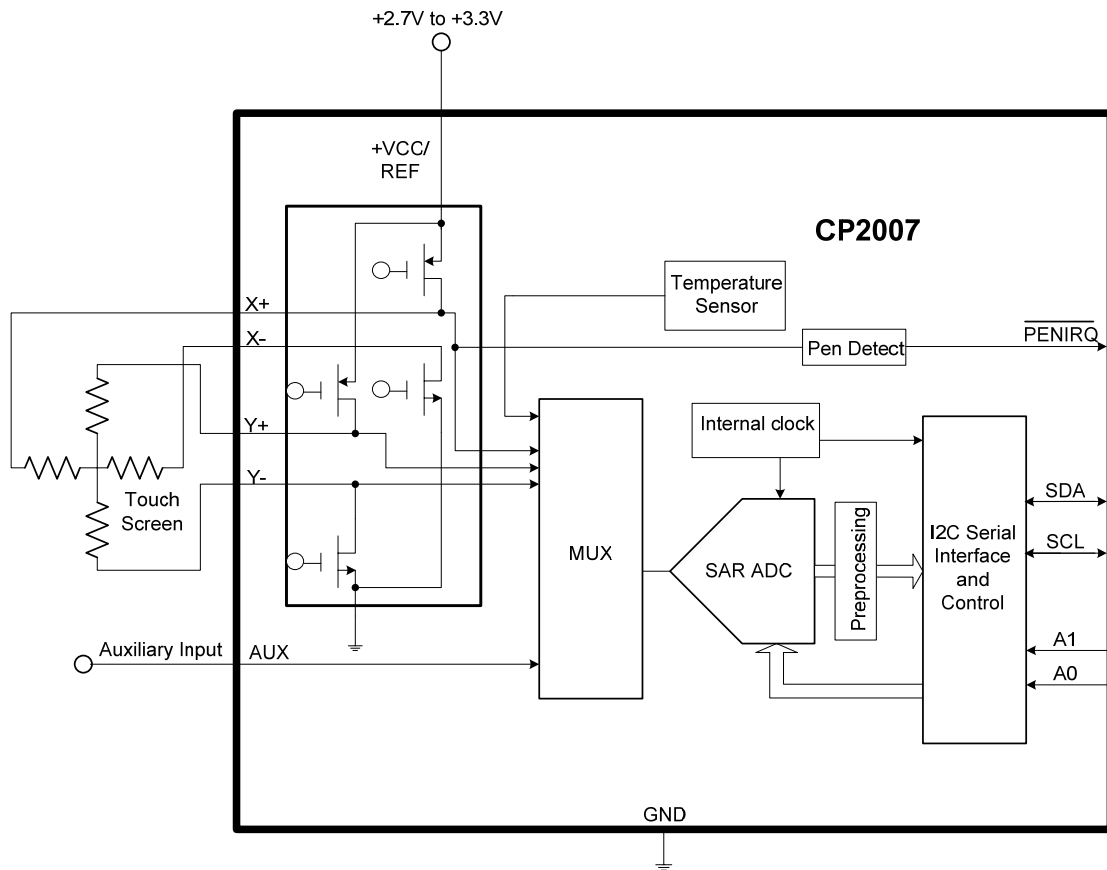 +2.7V to +3.3V
+VCC/
REF
CP2007
Temperature
Sensor
X+
PENIRQ
X-
Pen Detect
Internal clock
Y+
Y-
Touch
Screen
SDA
MUX
SAR ADC
Preprocessing
I2C Serial
Interface
and
Control
SCL
Auxiliary Input
AUX
A1
A0
GND